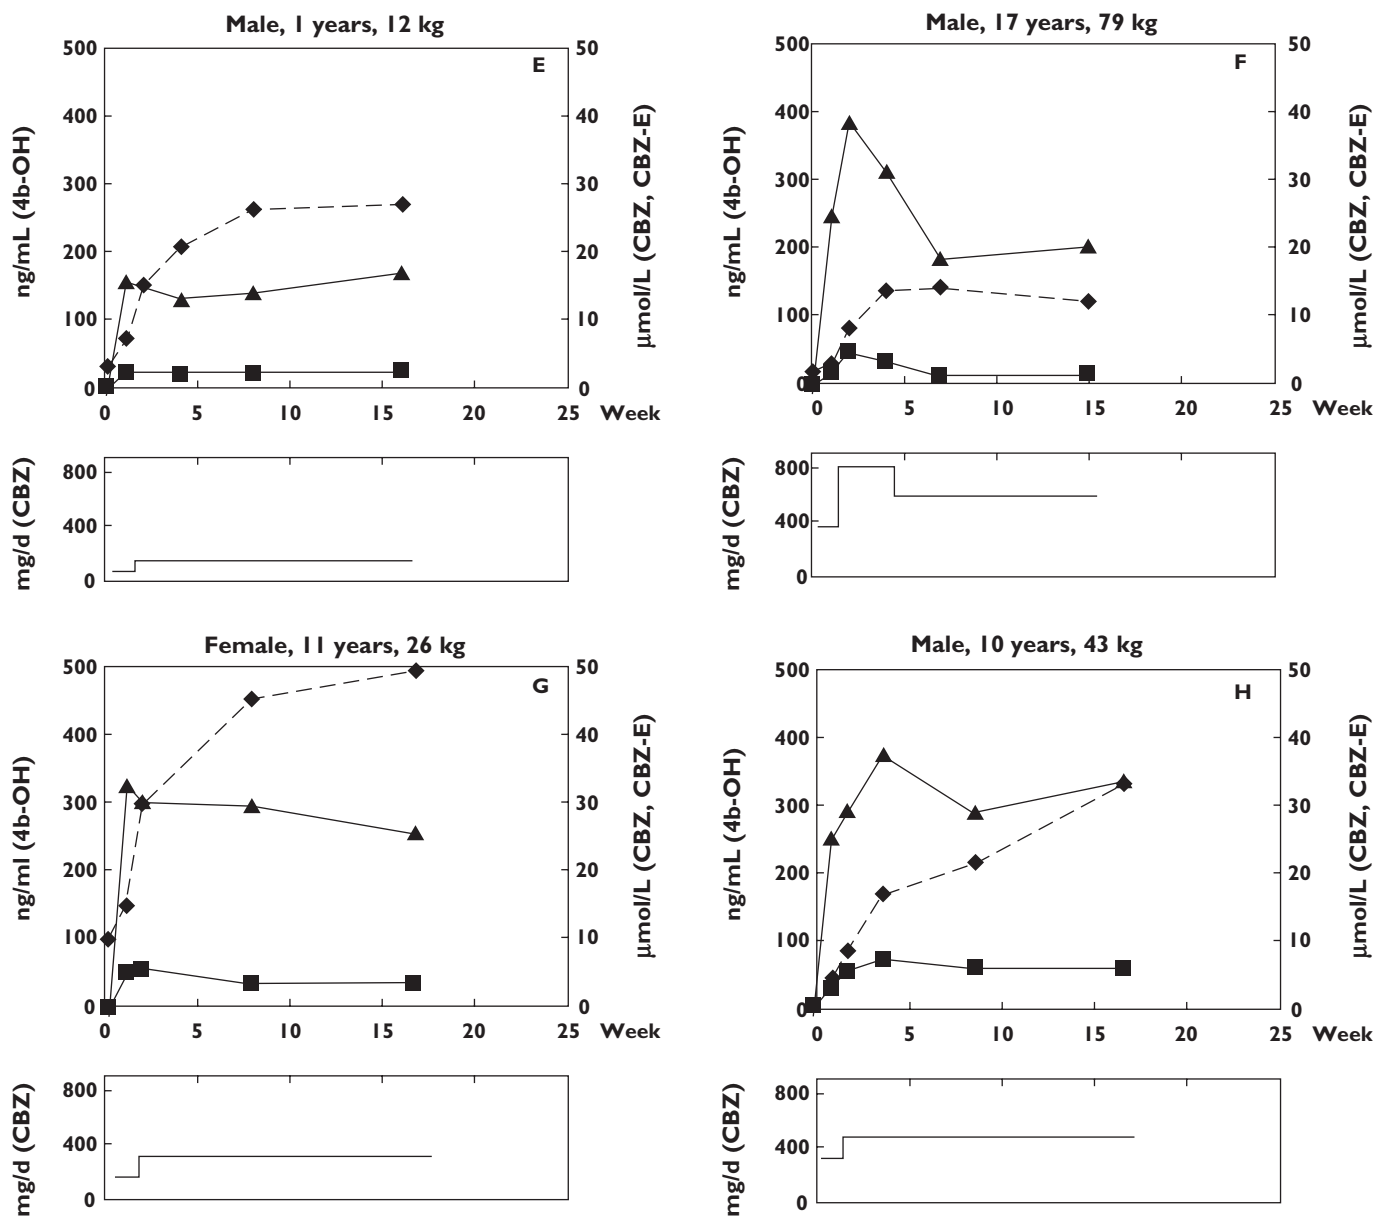 Male, 1 years, 12 kg
E
500
400
300
200
100
0
50
40
30
20
10
0
ng/mL (4b-OH)
µmol/L (CBZ, CBZ-E)
0 5 10 15 20 25 Week
mg/d (CBZ)
800
400
0
Male, 17 years, 79 kg
F
500
400
300
200
100
0
50
40
30
20
10
0
ng/mL (4b-OH)
µmol/L (CBZ, CBZ-E)
0 5 10 15 20 25 Week
mg/d (CBZ)
800
400
0
Female, 11 years, 26 kg
G
500
400
300
200
100
0
50
40
30
20
10
0
ng/ml (4b-OH)
µmol/L (CBZ, CBZ-E)
0 5 10 15 20 25 Week
mg/d (CBZ)
800
400
0
Male, 10 years, 43 kg
H
500
400
300
200
100
0
50
40
30
20
10
0
ng/mL (4b-OH)
µmol/L (CBZ, CBZ-E)
0 5 10 15 20 25 Week
mg/d (CBZ)
800
400
0